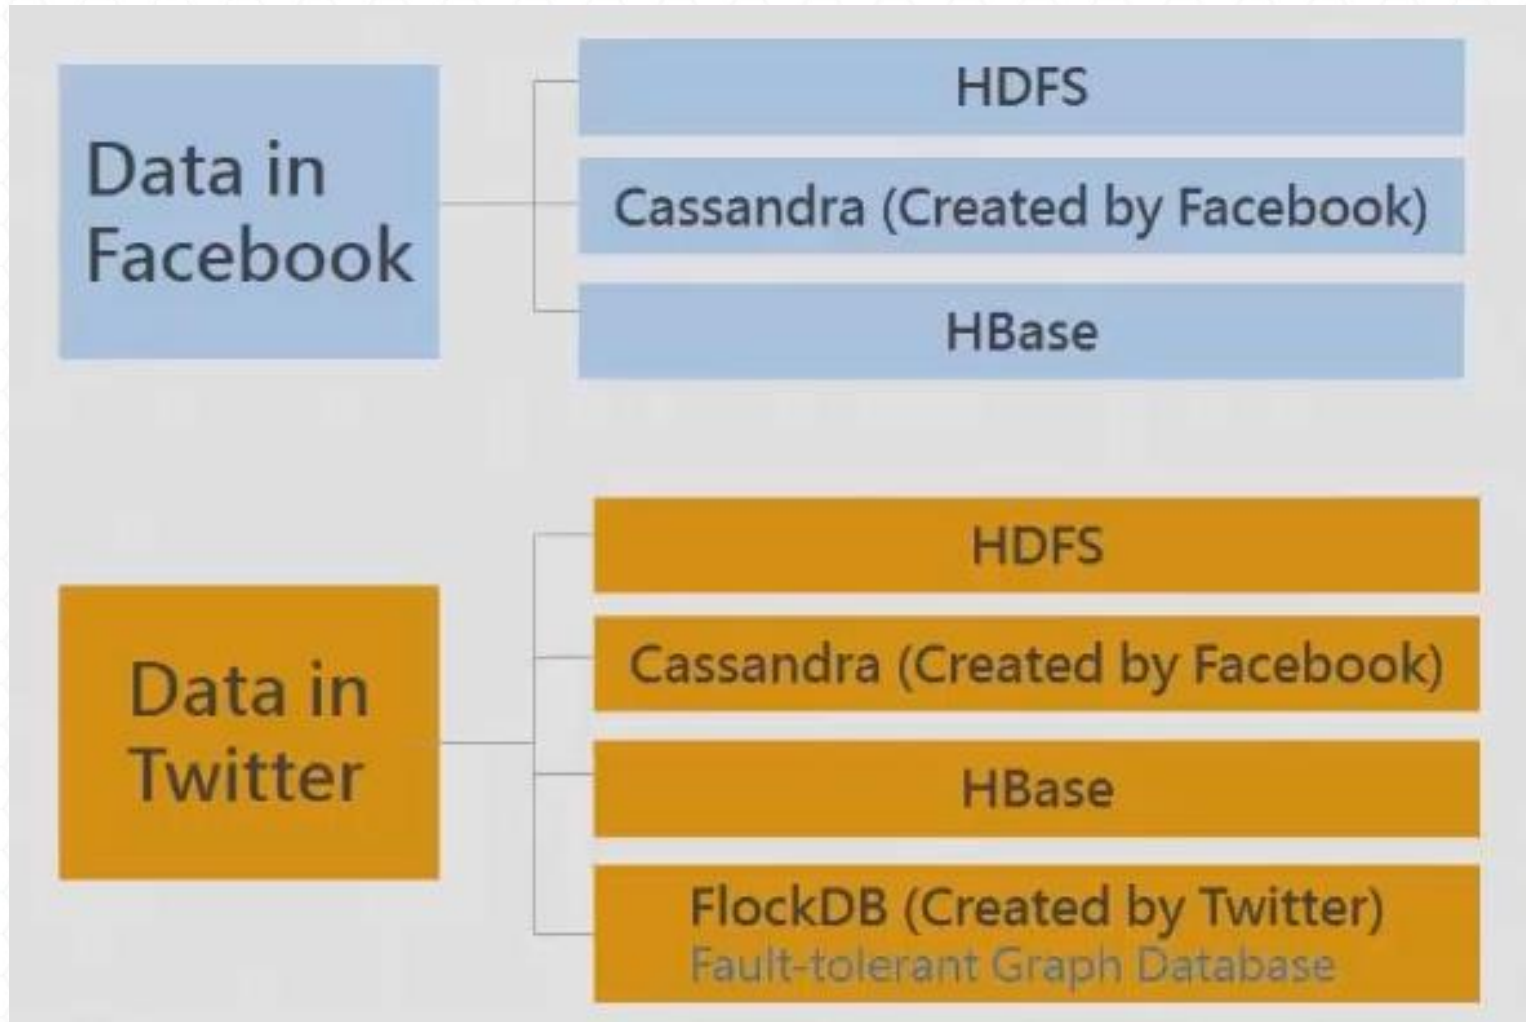 Data in
Facebook
HDFS
Cassandra (Created by Facebook)
HBase
Data in
Twitter
HDFS
Cassandra (Created by Facebook)
HBase
FlockDB (Created by Twitter)
Fault-tolerant Graph Database